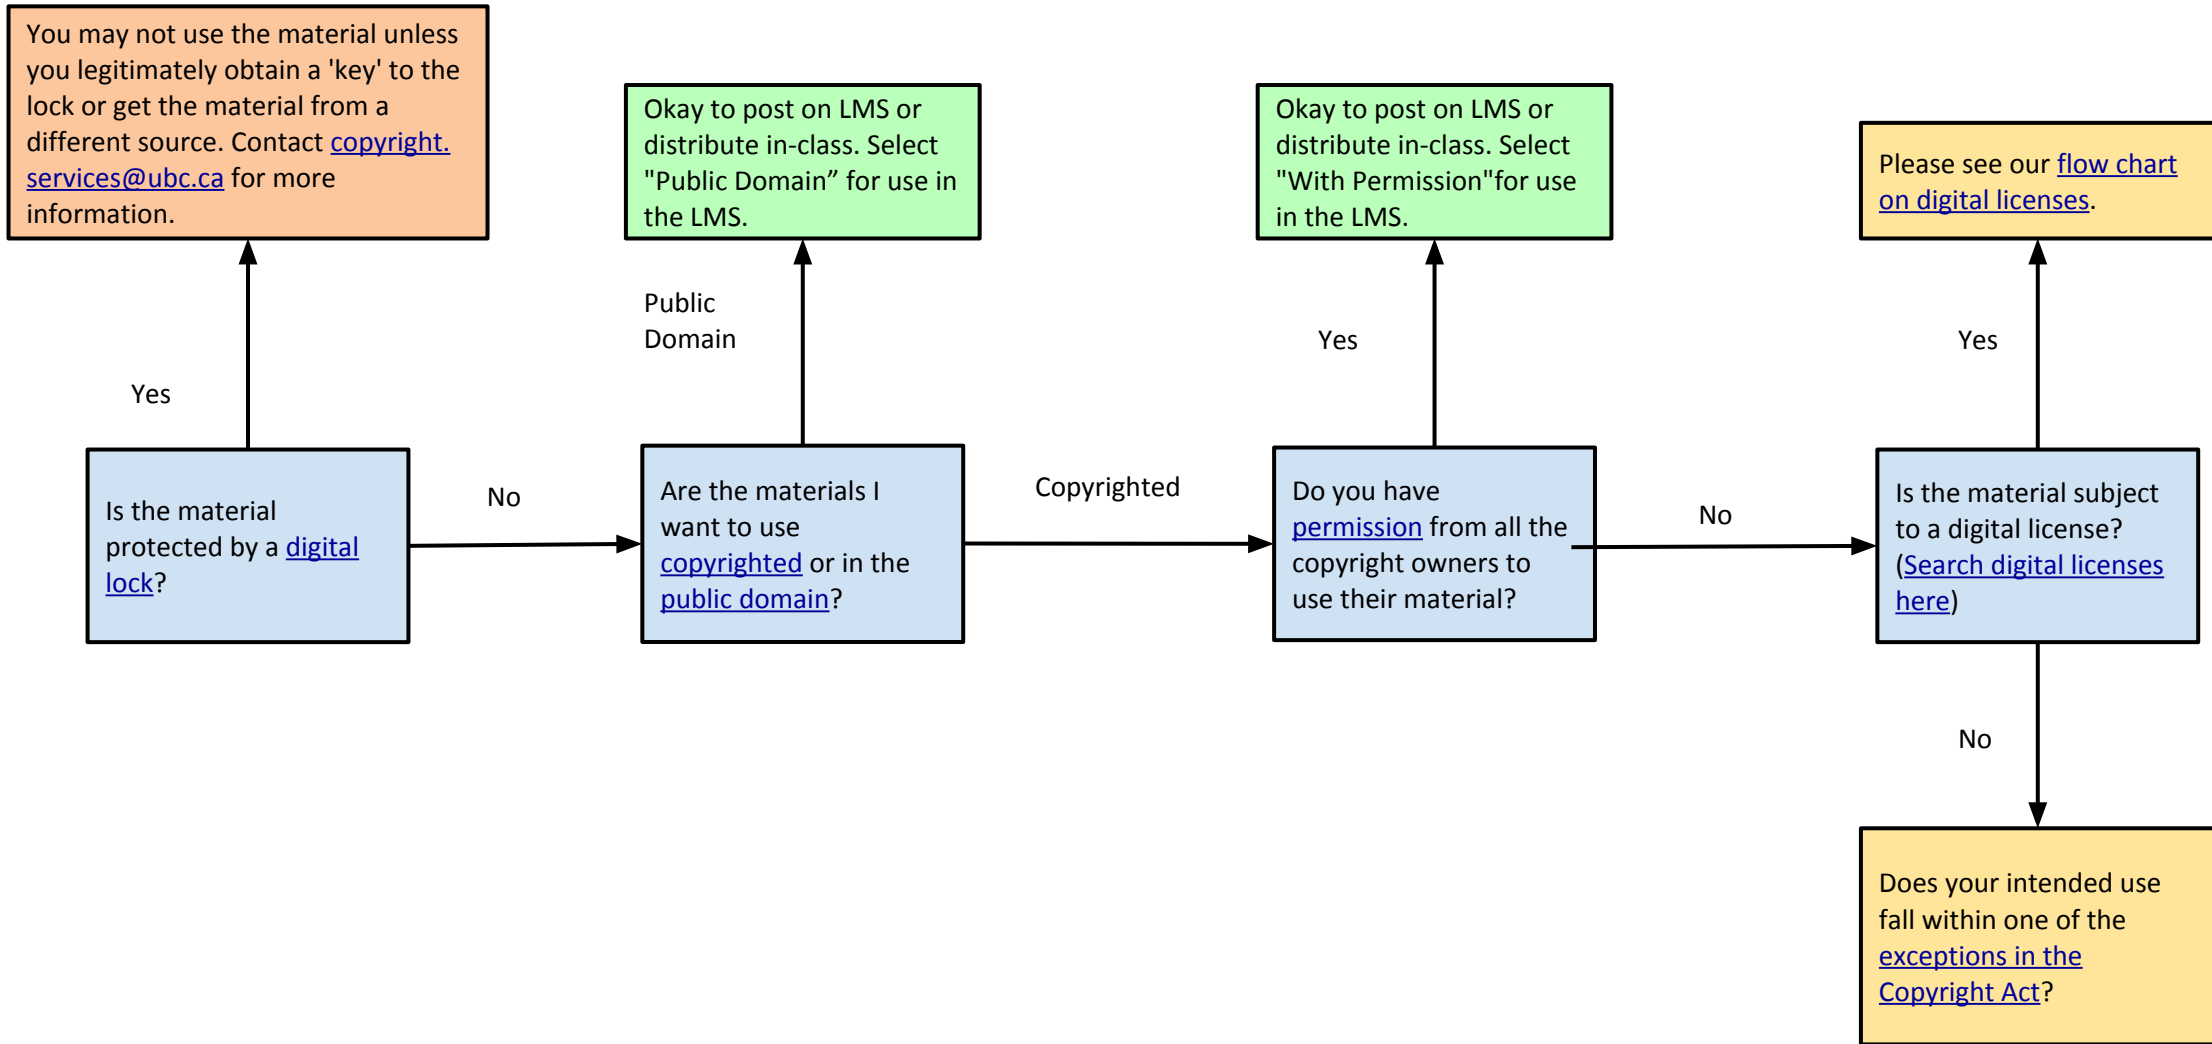 You may not use the material unless
you legitimately obtain a 'key' to the
lock or get the material from a
different source. Contact copyright.
services@ubc.ca for more
information.
Okay to post on LMS or
distribute in-class. Select
"Public Domain” for use in
the LMS.
Okay to post on LMS or
distribute in-class. Select
"With Permission"for use
in the LMS.
Please see our flow chart
on digital licenses.
Yes
Public
Domain
Yes
Yes
Is the material
protected by a digital
lock?
No
Are the materials I
want to use
copyrighted or in the
public domain?
Copyrighted
Do you have
permission from all the
copyright owners to
use their material?
No
Is the material subject
to a digital license?
(Search digital licenses
here)
No
Does your intended use
fall within one of the
exceptions in the
Copyright Act?